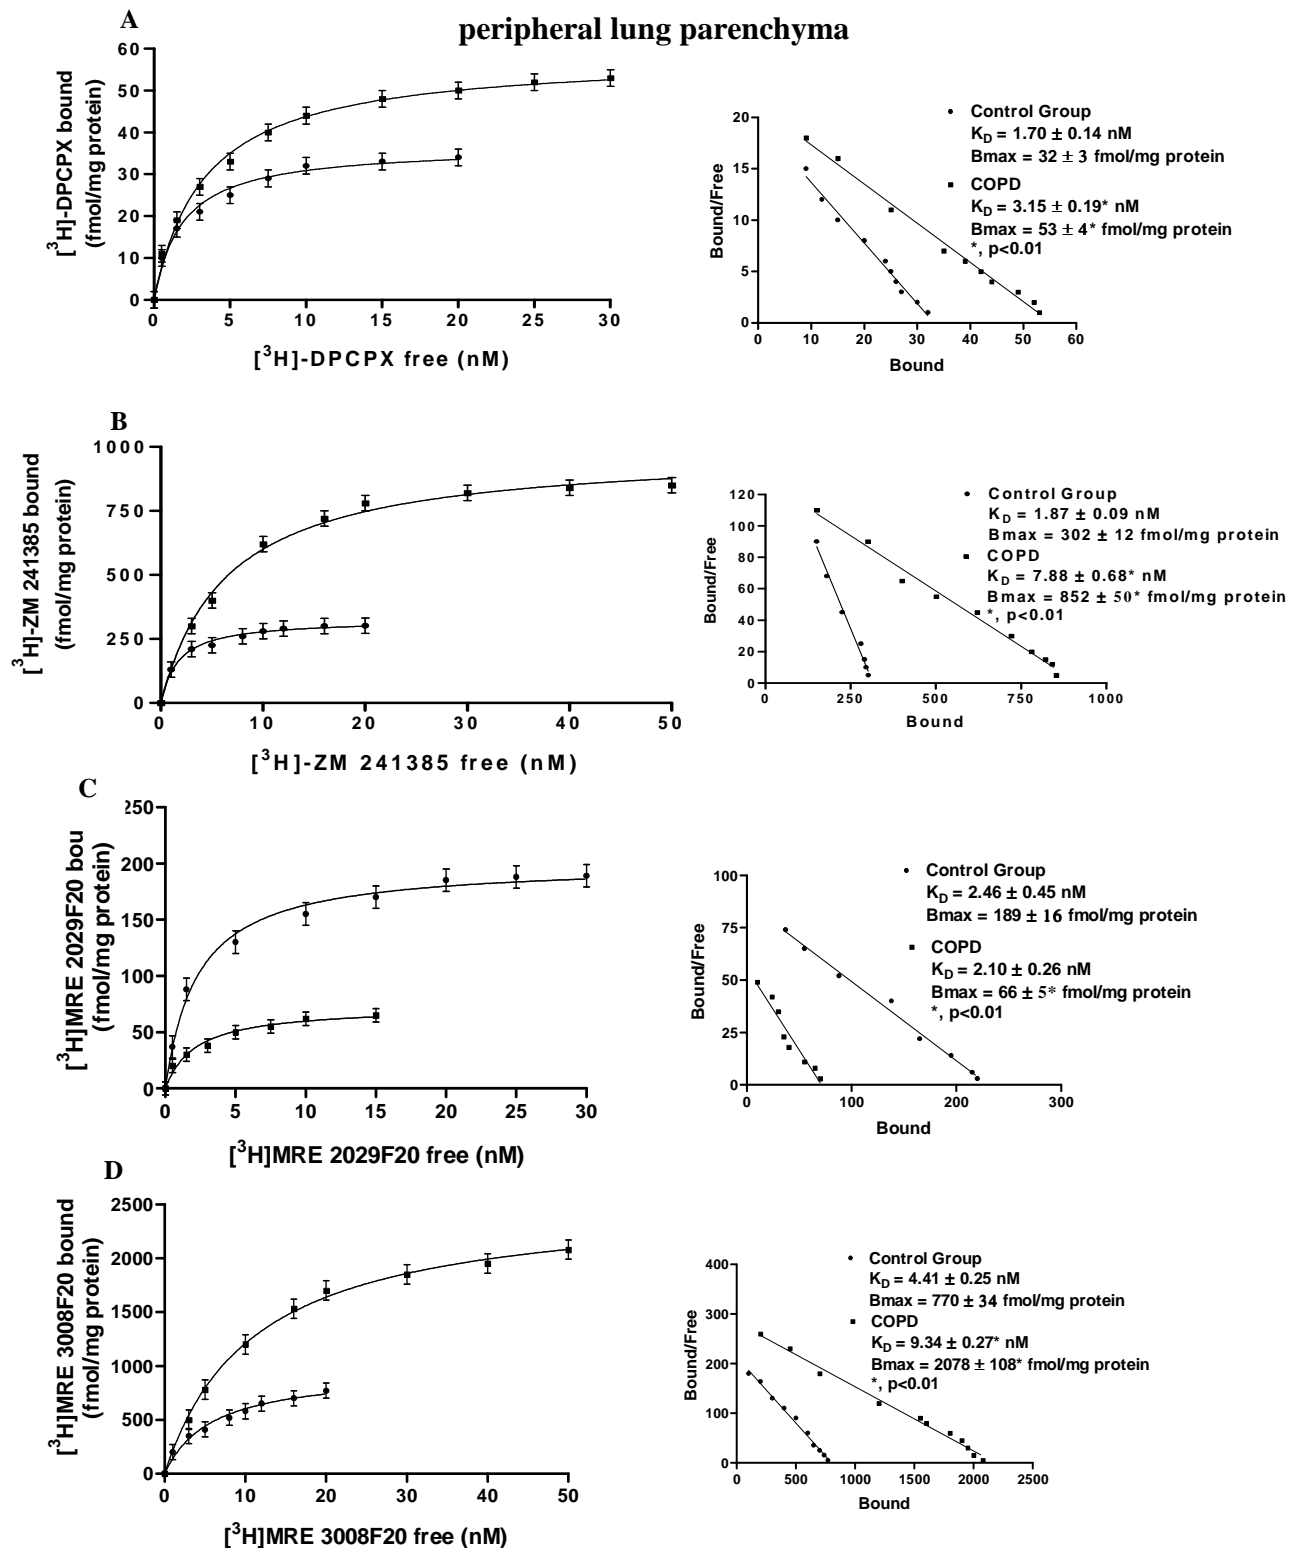 A
peripheral lung parenchyma
[3H]-DPCPX bound
(fmol/mg protein)
60
50
40
30
20
10
0
0 5 10 15 20 25 30
[3H]-DPCPX free (nM)
Bound/Free
20
15
10
5
0
0 10 20 30 40 50 60
Bound
Control Group
KD = 1.70 ± 0.14 nM
Bmax = 32 ± 3 fmol/mg protein
COPD
KD = 3.15 ± 0.19* nM
Bmax = 53 ± 4* fmol/mg protein
*, p<0.01
B
[3H]-ZM 241385 bound
(fmol/mg protein)
1000
750
500
250
0
0 10 20 30 40 50
[3H]-ZM 241385 free (nM)
Bound/Free
120
100
80
60
40
20
0
0 250 500 750 1000
Bound
Control Group
KD = 1.87 ± 0.09 nM
Bmax = 302 ± 12 fmol/mg protein
COPD
KD = 7.88 ± 0.68* nM
Bmax = 852 ± 50* fmol/mg protein
*, p<0.01
C
[3H]MRE 2029F20 bou
(fmol/mg protein)
250
200
150
100
50
0
0 5 10 15 20 25 30
[3H]MRE 2029F20 free (nM)
Bound/Free
100
75
50
25
0
0 100 200 300
Bound
Control Group
KD = 2.46 ± 0.45 nM
Bmax = 189 ± 16 fmol/mg protein
COPD
KD = 2.10 ± 0.26 nM
Bmax = 66 ± 5* fmol/mg protein
*, p<0.01
D
[3H]MRE 3008F20 bound
(fmol/mg protein)
2500
2000
1500
1000
500
0
0 10 20 30 40 50
[3H]MRE 3008F20 free (nM)
Bound/Free
400
300
200
100
0
0 500 1000 1500 2000 2500
Bound
Control Group
KD = 4.41 ± 0.25 nM
Bmax = 770 ± 34 fmol/mg protein
COPD
KD = 9.34 ± 0.27* nM
Bmax = 2078 ± 108* fmol/mg protein
*, p<0.01